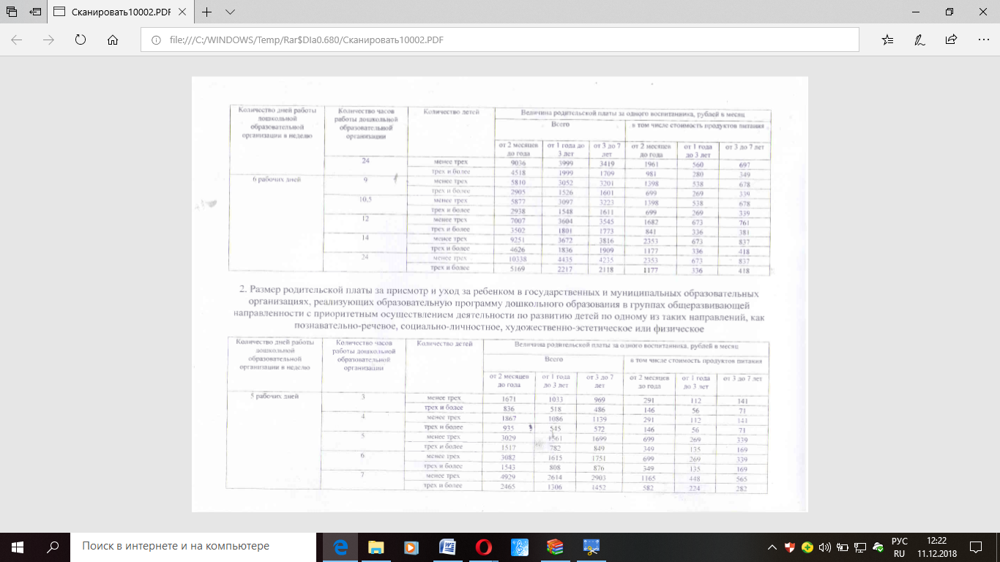 Сканировать10002.PDF
file:///C:/WINDOWS/Temp/Rar$DIa0.680/Сканировать10002.PDF
Количество дней работы дошкольной образовательной организации в неделю Количество часов работы дошкольной образовательной организации Количество детей Величина родительской платы за одного воспитанника, рублей в месяц
Всего в том числе стоимость продуктов питания
от 2 месяцев до года от 1 года до 3 лет от 3 до 7 лет от 2 месяцев до года от 1 года до 3 лет от 3 до 7 лет
24 менее трех 9036 3999 3419 1961 560 697
трех и более 4518 1999 1709 981 280 349
6 рабочих дней 9 менее трех 5810 3052 3201 1398 538 678
трех и более 2905 1526 1601 699 269 339
10,5 менее трех 5877 3097 3223 1398 538 678
трех и более 2938 1548 1611 699 269 339
12 менее трех 7007 3604 3545 1682 673 761
трех и более 3502 1801 1773 841 336 381
14 менее трех 9251 3672 3816 2353 673 837
трех и более 4626 1836 1909 1177 336 418
24 менее трех 10338 4435 4235 2353 673 837
трех и более 5169 2217 2118 1177 336 418
2. Размер родительской платы за присмотр и уход за ребенком в государственных и муниципальных образовательных
организациях, реализующих образовательную программу дошкольного образования в группах общеразвивающей
направленности с приоритетным осуществлением деятельности по развитию детей по одному из таких направлений, как
познавательно-речевое, социально-личностное, художественно-эстетическое или физическое
Количество дней работы дошкольной образовательной организации в неделю Количество часов работы дошкольной образовательной организации Количество детей Величина родительской платы за одного воспитанника, рублей в месяц
Всего в том числе стоимость продуктов питания
от 2 месяцев до года от 1 года до 3 лет от 3 до 7 лет от 2 месяцев до года от 1 года до 3 лет от 3 до 7 лет
5 рабочих дней 3 менее трех 1671 1033 969 291 112 141
трех и более 836 518 486 146 56 71
4 менее трех 1867 1086 1139 291 112 141
трех и более 935 545 572 146 56 71
5 менее трех 3029 1561 1699 699 269 339
трех и более 1517 782 849 349 135 169
6 менее трех 3082 1615 1751 699 269 339
трех и более 1543 808 876 349 135 169
7 менее трех 4929 2614 2903 1165 448 565
трех и более 2465 1306 1452 582 224 282
Поиск в интернете и на компьютере
РУС
RU
12:22
11.12.2018